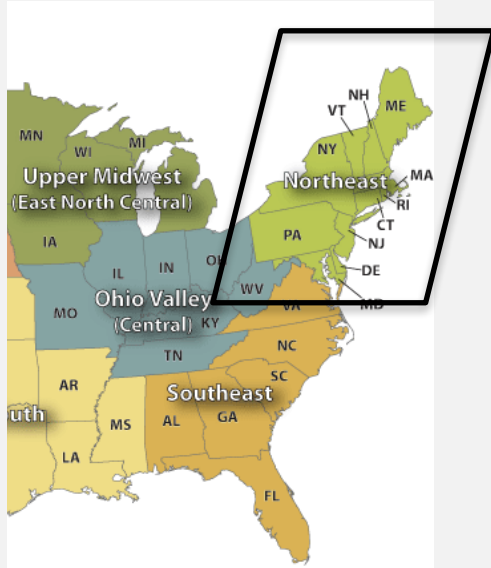 NH
ME
VT
MN
MI
WI
NY
MA
Upper Midwest
Northeast
(East North Central)
RI
CT
PA
NJ
IA
OH
IL
IN
DE
WV
Ohio Valley
MD
VA
MO
(Central)
KY
NC
TN
SC
AR
Southeast
uth
MS
AL
GA
LA
FL